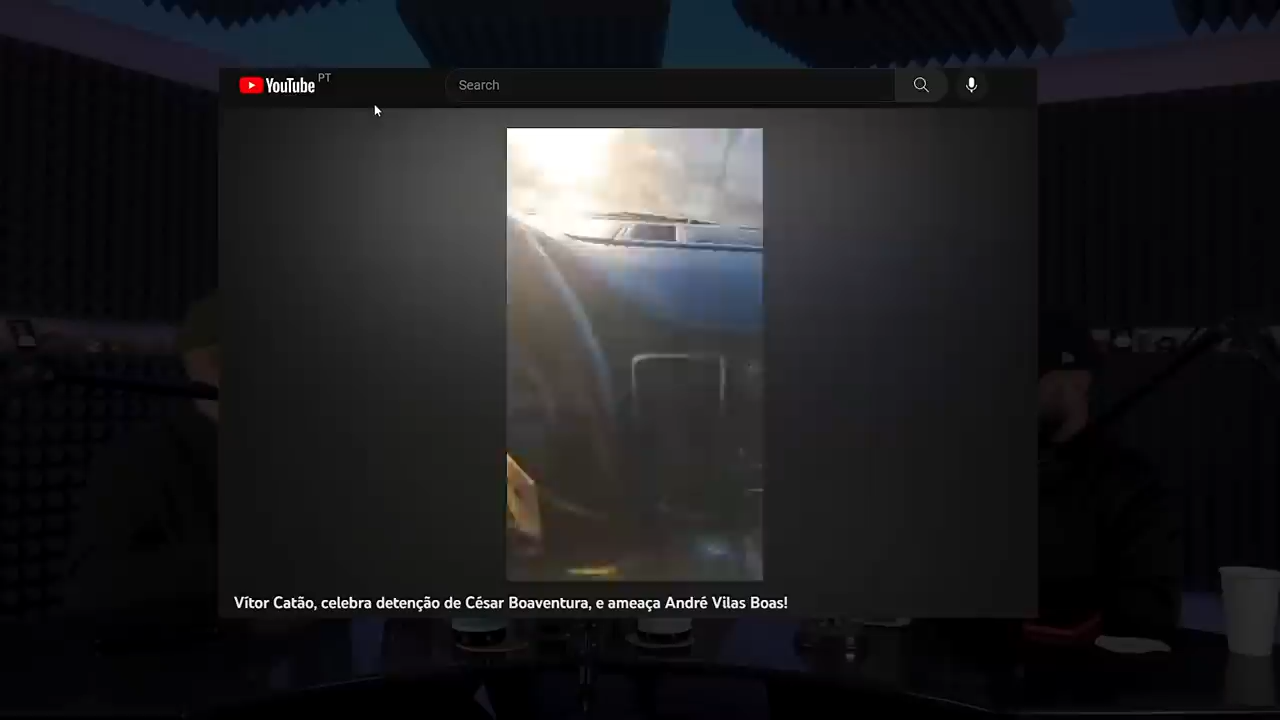 YouTube PT
Search
Vítor Catão, celebra detenção de César Boaventura, e ameaça André Vilas Boas!